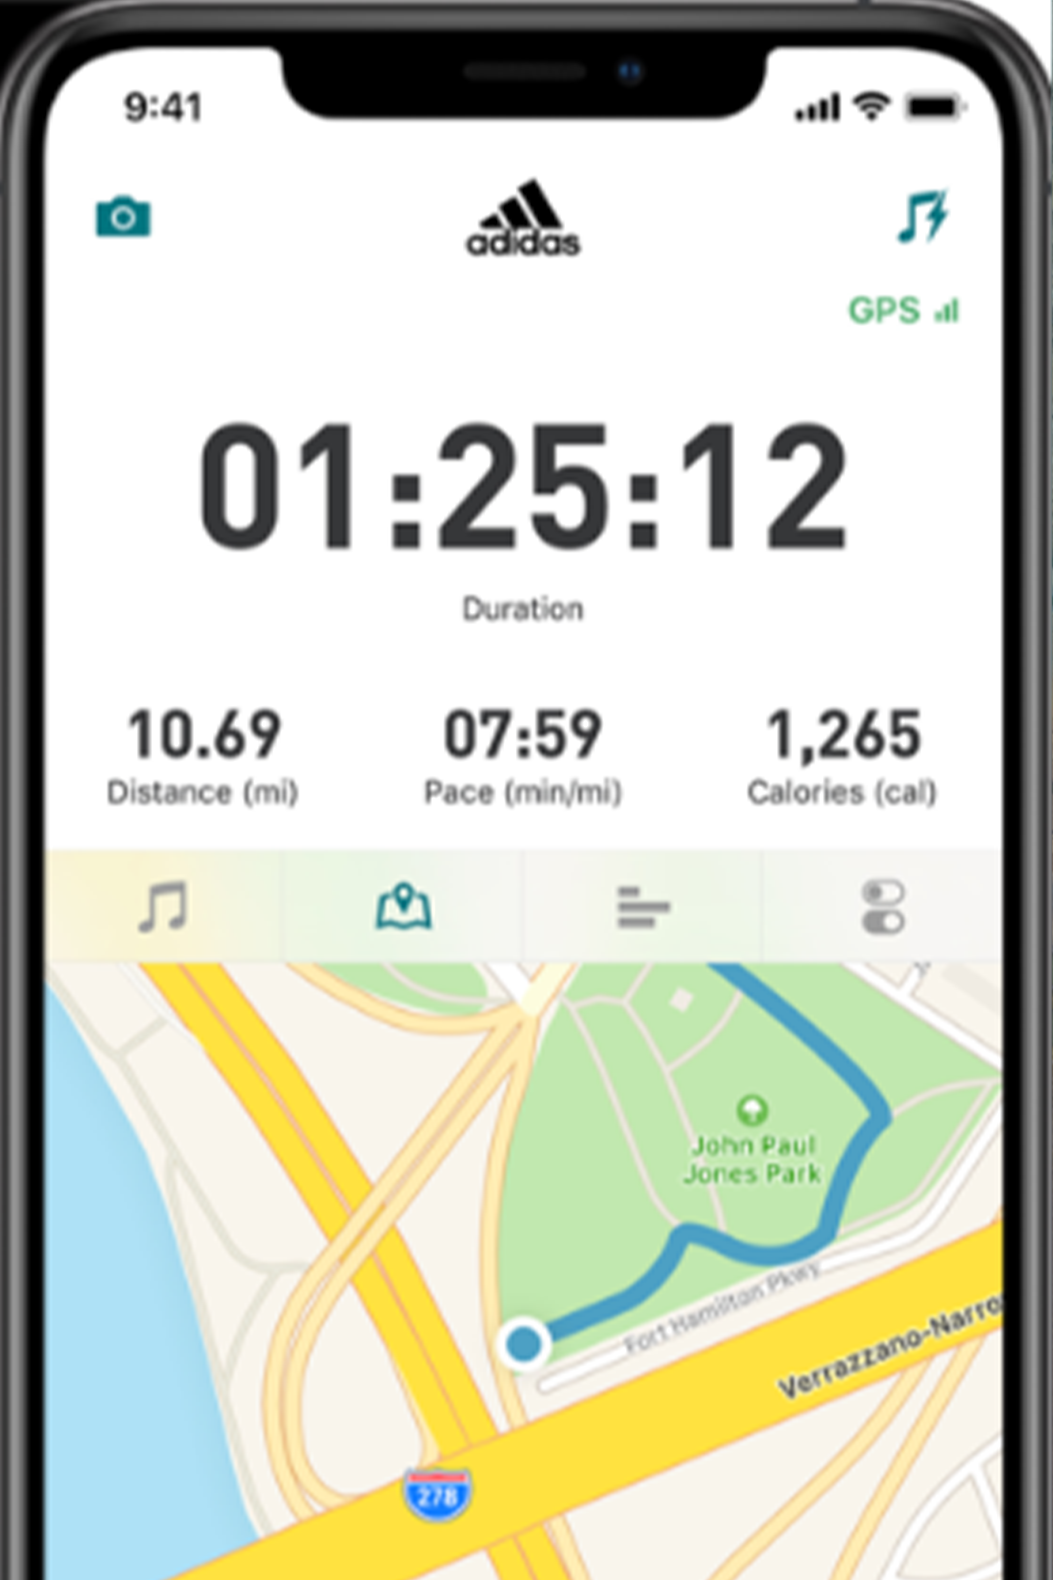 9:41
adidas
GPS
01:25:12
Duration
10.69 07:59 1,265
Distance (mi) Pace (min/mi) Calories (cal)
John Paul
Jones Park
Fort Hamilton Pkwy
Verrazzano-Narro
278